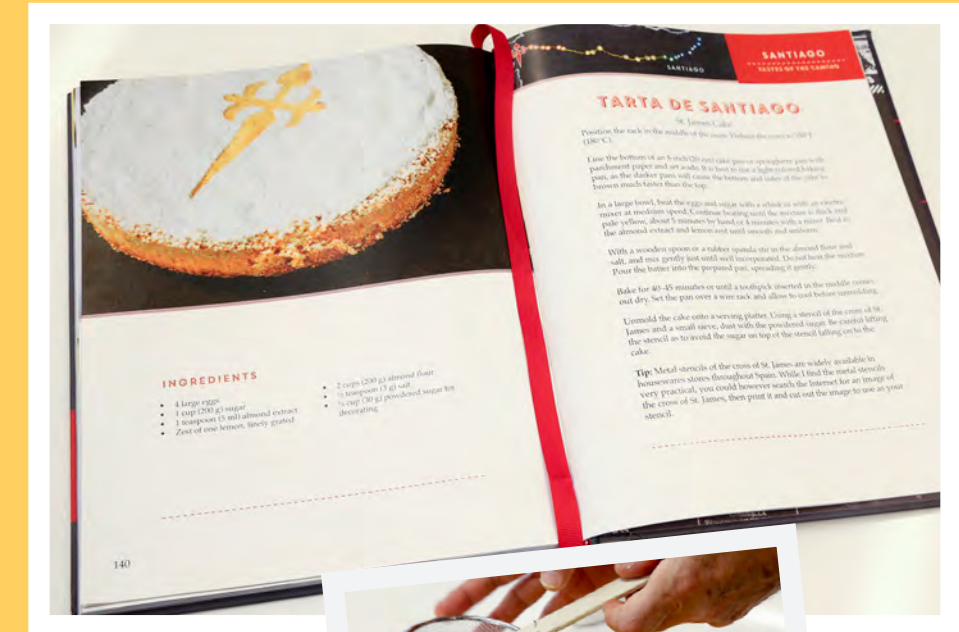 INGREDIENTS
• 4 large eggs
• 1 cup (200 g) sugar
• 1 teaspoon (5 ml) almond extract
• Zest of one lemon, finely grated
• 2 cups (200 g) almond flour
• ½ teaspoon (3 g) salt
• ¼ cup (30 g) powdered sugar for
decorating
140
SANTIAGO
SANTIAGO
TASTES OF THE CAMINO
TARTA DE SANTIAGO
St. James Cake
Position the rack in the middle of the oven. Preheat the oven to 350°F
(180°C).
Line the bottom of an 8-inch (20 cm) cake pan or springform pan with
parchment paper and set aside. It is best to use a light-colored baking
pan, as the darker pans will cause the bottom and sides of the cake to
brown much faster than the top.
In a large bowl, beat the eggs and sugar with a whisk or with an electric
mixer at medium speed. Continue beating until the mixture is thick and
pale yellow, about 5 minutes by hand or 4 minutes with a mixer. Beat in
the almond extract and lemon zest until smooth and uniform.
With a wooden spoon or a rubber spatula stir in the almond flour and
salt, and mix gently just until well incorporated. Do not beat the mixture.
Pour the batter into the prepared pan, spreading it gently.
Bake for 40-45 minutes or until a toothpick inserted in the middle comes
out dry. Set the pan over a wire rack and allow to cool before unmolding.
Unmold the cake onto a serving platter. Using a stencil of the cross of St.
James and a small sieve, dust with the powdered sugar. Be careful lifting
the stencil as to avoid the sugar on top of the stencil falling on to the
cake.
Tip: Metal stencils of the cross of St. James are widely available in
housewares stores throughout Spain. While I find the metal stencils
very practical, you could however search the Internet for an image of
the cross of St. James, then print it and cut out the image to use as your
stencil.